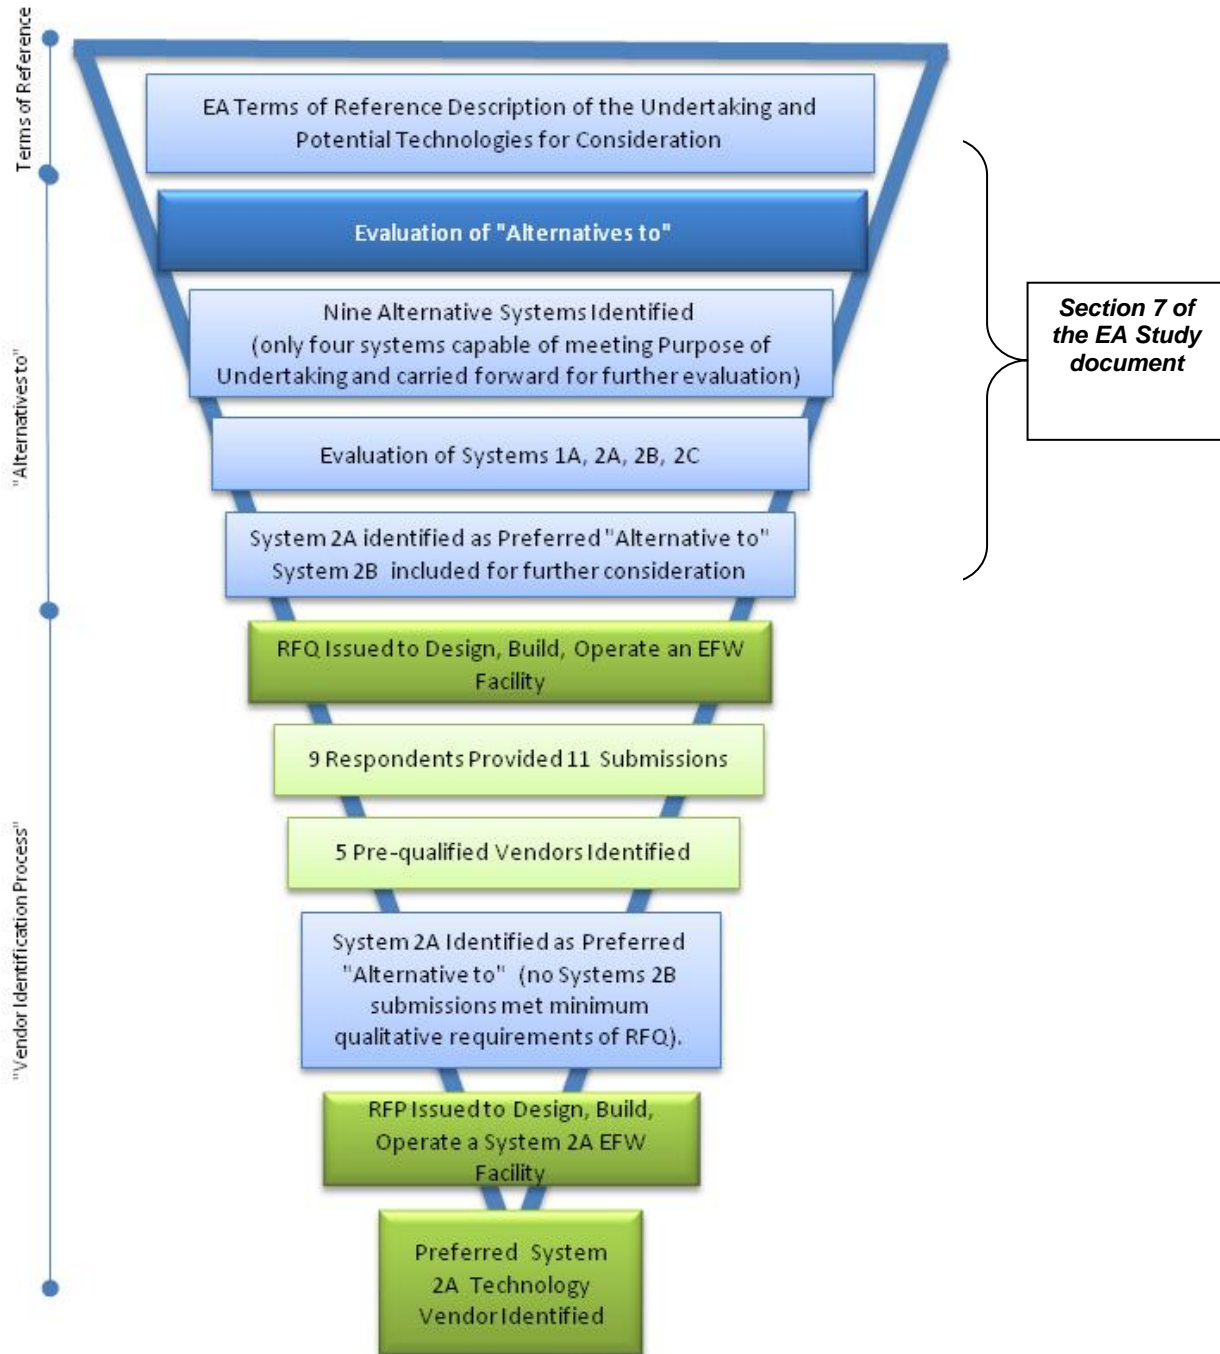 Terms of Reference
EA Terms of Reference Description of the Undertaking and
Potential Technologies for Consideration
"Alternatives to"
Evaluation of "Alternatives to"
Nine Alternative Systems Identified
(only four systems capable of meeting Purpose of
Undertaking and carried forward for further evaluation)
Evaluation of Systems 1A, 2A, 2B, 2C
System 2A identified as Preferred "Alternative to"
System 2B included for further consideration
Section 7 of
the EA Study
document
"Vendor Identification Process"
RFQ Issued to Design, Build, Operate an EFW
Facility
9 Respondents Provided 11 Submissions
5 Pre-qualified Vendors Identified
System 2A Identified as Preferred
"Alternative to" (no Systems 2B
submissions met minimum
qualitative requirements of RFQ).
RFP Issued to Design, Build,
Operate a System 2A EFW
Facility
Preferred System
2A Technology
Vendor Identified